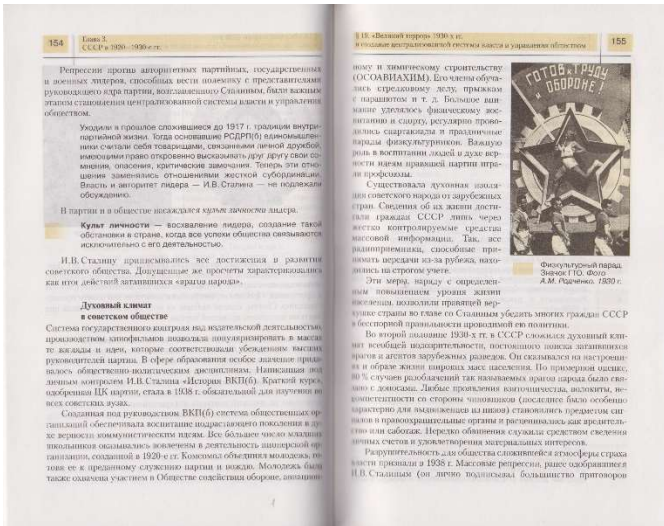 154
Глава 3.
СССР в 1920–1930-е гг.
Репрессии против авторитетных партийных, государственных
и военных лидеров, способных вести полемику с представителями
руководящего ядра партии, возглавленного Сталиным, были важным
этапом становления централизованной системы власти и управления
обществом.
Уходили в прошлое сложившиеся до 1917 г. традиции внутри-
партийной жизни. Тогда основавшие РСДРП(б) единомышлен-
ники считали себя товарищами, связанными личной дружбой,
имеющими право откровенно высказывать друг другу свои со-
мнения, опасения, критические замечания. Теперь эти от-
ношения заменялись отношениями жесткой субординации.
Власть и авторитет лидера — И.В. Сталина — не подлежали
обсуждению.
В партии и в обществе насаждался культ личности лидера.
Культ личности — восхваление лидера, создание такой
обстановки в стране, когда все успехи общества связываются
исключительно с его деятельностью.
И.В. Сталину приписывались все достижения в развитии
советского общества. Допущенные же просчеты характеризовались
как итог действий затаившихся «врагов народа».
Духовный климат
в советском обществе
Система государственного контроля над издательской деятельностью,
производством кинофильмов позволяла популяризировать в массах
те взгляды и идеи, которые соответствовали убеждениям высших
руководителей партии. В сфере образования особое значение прида-
валось общественно-политическим дисциплинам. Написанная под
личным контролем И.В. Сталина «История ВКП(б). Краткий курс»,
одобренная ЦК партии, стала в 1938 г. обязательной для изучения во
всех советских вузах.
Созданная под руководством ВКП(б) система общественных ор-
ганизаций обеспечивала воспитание подрастающего поколения в ду-
хе верности коммунистическим идеям. Все большее число младших
школьников оказывались вовлечены в деятельность пионерской ор-
ганизации, созданной в 1920-е гг. Комсомол объединял молодежь, го-
товя ее к преданному служению партии и вождю. Молодежь была
также охвачена участием в Обществе содействия обороне, авиацион-
§ 19. «Великий террор» 1930-х гг.
и создание централизованной системы власти и управления обществом
155
ному и химическому строительству
(ОСОАВИАХИМ). Его члены обуча-
лись стрелковому делу, прыжкам
с парашютом и т. д. Большое вни-
мание уделялось физическому вос-
питанию и спорту, регулярно прово-
дились спартакиады и праздничные
парады физкультурников. Важную
роль в воспитании людей в духе вер-
ности идеям правящей партии игра-
ли профсоюзы.
Существовала духовная изоля-
ция советского народа от зарубежных
стран. Сведения об их жизни дости-
гали граждан СССР лишь через
жестко контролируемые средства
массовой информации. Так, все
радиоприемники, способные прини-
мать передачи из-за рубежа, нахо-
дились на строгом учете.
Эти меры, наряду с определен-
ным повышением уровня жизни
населения, позволили правящей вер-
хушке страны во главе со Сталиным убедить многих граждан СССР
в бесспорной правильности проводимой ею политики.
ГОТОВ К ТРУДУ
И ОБОРОНЕ!
Физкультурный парад.
Значок ГТО. Фото
А.М. Родченко. 1930 г.
Во второй половине 1930-х гг. в СССР сложился духовный кли-
мат всеобщей подозрительности, постоянного поиска затаившихся
врагов и агентов зарубежных разведок. Он сказывался на настроени-
ях и образе жизни широких масс населения. По примерной оценке,
% случаев разоблачений так называемых врагов народа было свя-
зано с доносами. Любые проявления взяточничества, волокиты, не-
компетентности со стороны чиновников (последнее было особенно
характерно для выдвиженцев из низов) становились предметом сиг-
налов в правоохранительные органы и расценивались как вредитель-
ство или саботаж. Нередко обвинения служили средством сведения
личных счетов и удовлетворения материальных интересов.
Разрушительность для общества сложившейся атмосферы страха
власти признали в 1938 г. Массовые репрессии, ранее одобрявшиеся
И.В. Сталиным (он лично подписывал большинство приговоров